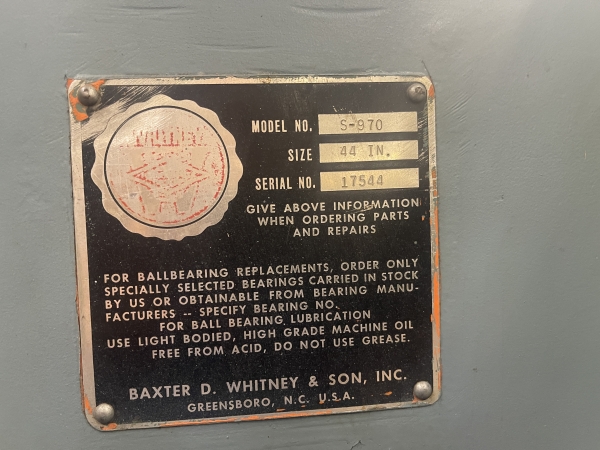 MODEL NO. S-970
SIZE 44 IN.
SERIAL NO. 17544
GIVE ABOVE INFORMATION
WHEN ORDERING PARTS
AND REPAIRS
FOR BALLBEARING REPLACEMENTS, ORDER ONLY
SPECIALLY SELECTED BEARINGS CARRIED IN STOCK
BY US OR OBTAINABLE FROM BEARING MANU-
FACTURERS -- SPECIFY BEARING NO.
FOR BALL BEARING LUBRICATION
USE LIGHT BODIED, HIGH GRADE MACHINE OIL
FREE FROM ACID, DO NOT USE GREASE.
BAXTER D. WHITNEY & SON, INC.
GREENSBORO, N.C. U.S.A.